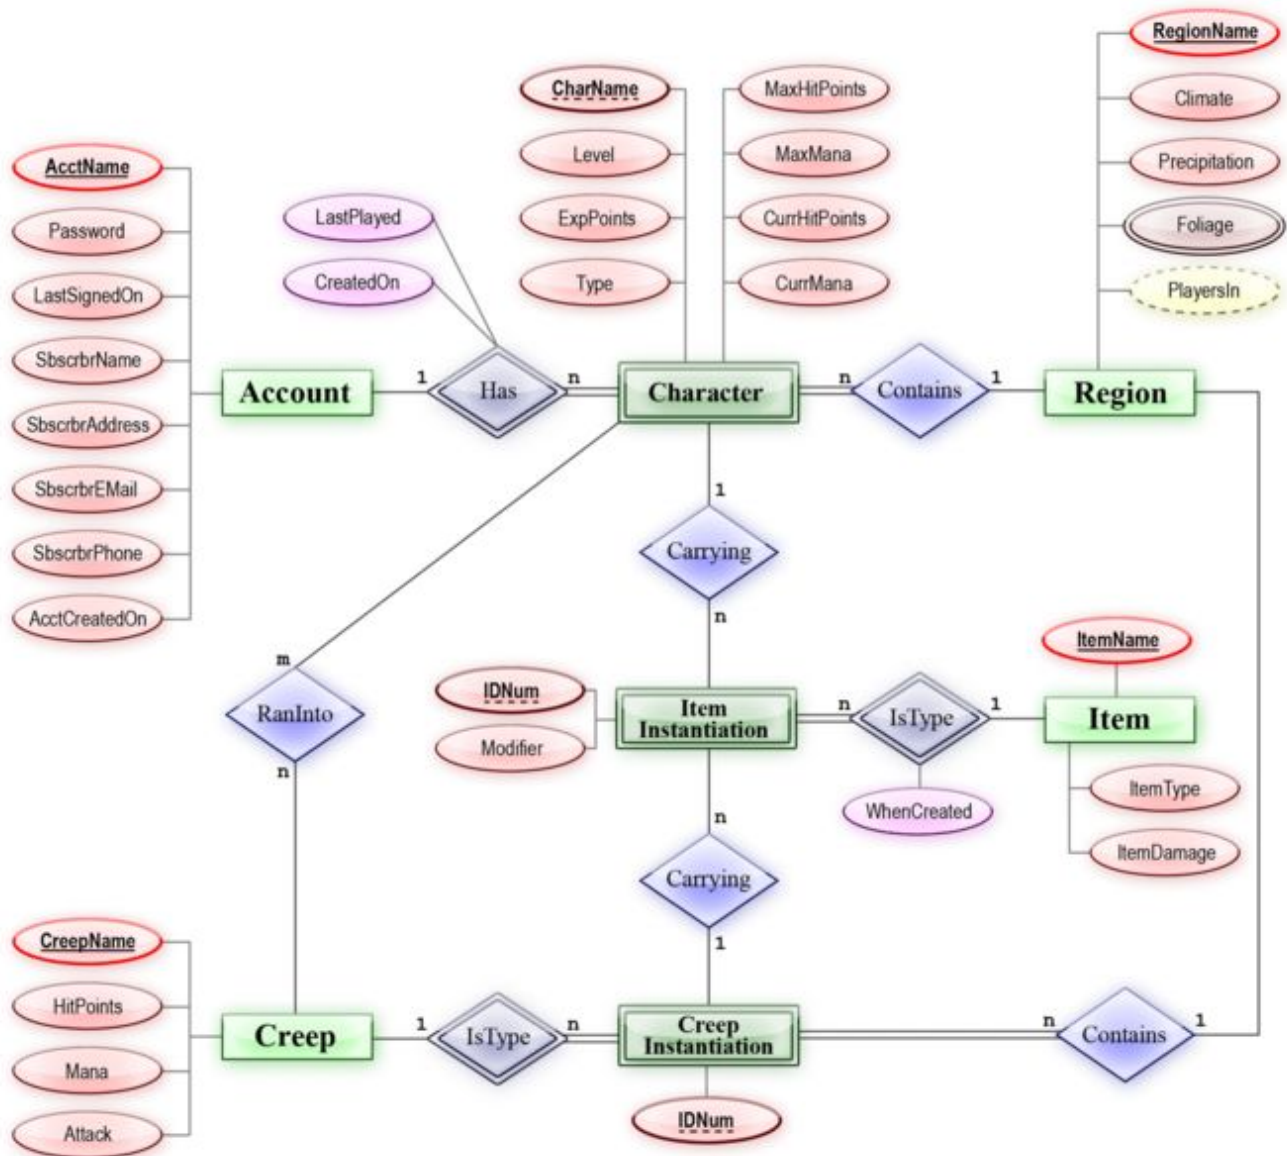 RegionName
Climate
Precipitation
Foliage
PlayersIn
CharName
Level
ExpPoints
Type
MaxHitPoints
MaxMana
CurrHitPoints
CurrMana
AcctName
Password
LastSignedOn
SbscrbrName
SbscrbrAddress
SbscrbrEMail
SbscrbrPhone
AcctCreatedOn
LastPlayed
CreatedOn
Account
1
Has
n
Character
n
Contains
1
Region
1
Carrying
n
m
RanInto
n
IDNum
Modifier
Item
Instantiation
n
IsType
1
WhenCreated
ItemName
Item
ItemType
ItemDamage
n
Carrying
1
CreepName
HitPoints
Mana
Attack
Creep
1
IsType
n
Creep
Instantiation
IDNum
n
Contains
1